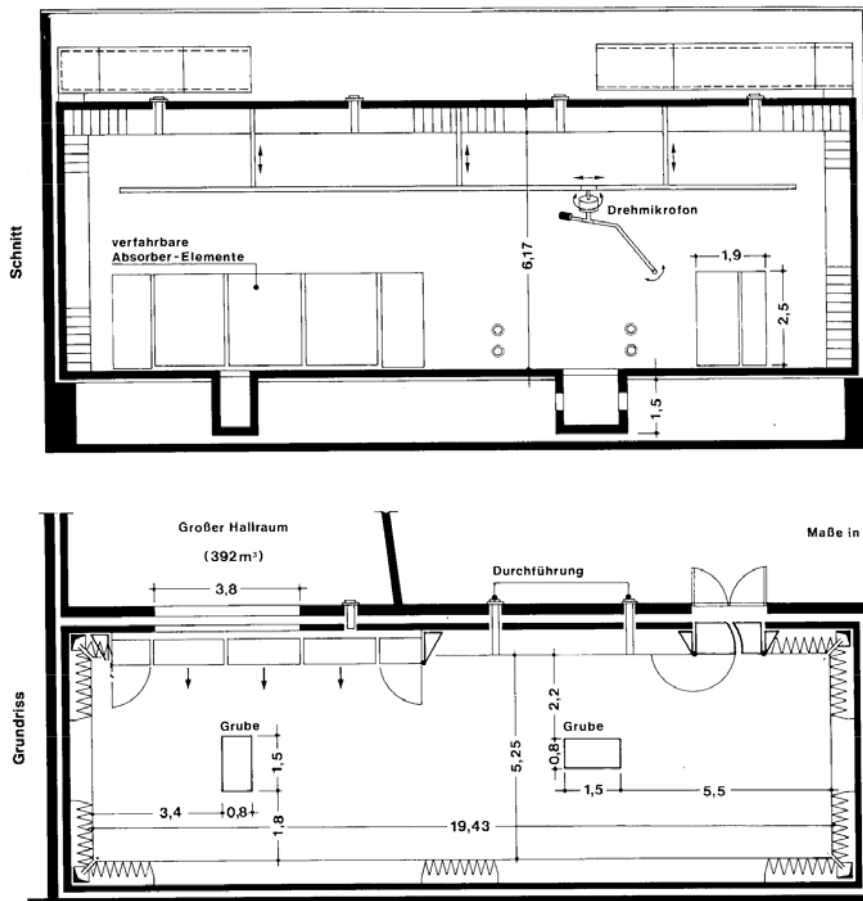 Schnitt
Drehmikrofon
verfahrbare
Absorber-Elemente
6,17
1,9
2,5
1,5
Grundriss
Großer Hallraum
(392m³)
Maße in
3,8
Durchführung
Grube
1,5
3,4
0,8
1,8
5,25
2,2
Grube
0,8
1,5
5,5
19,43